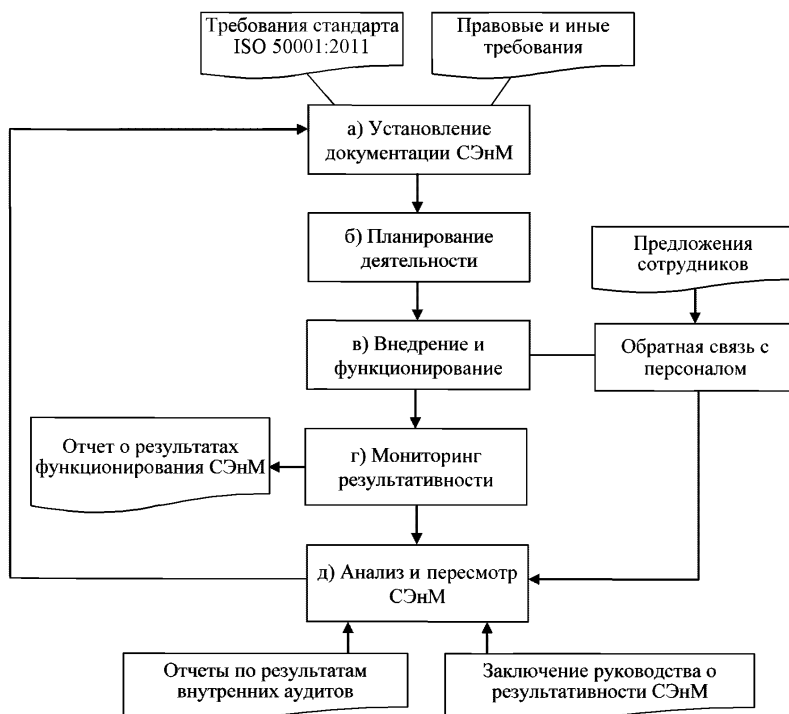 Требования стандарта
ISO 50001:2011
Правовые и иные
требования
а) Установление
документации СЭнМ
б) Планирование
деятельности
Предложения
сотрудников
в) Внедрение и
функционирование
Обратная связь с
персоналом
Отчет о результатах
функционирования СЭнМ
г) Мониторинг
результативности
д) Анализ и пересмотр
СЭнМ
Отчеты по результатам
внутренних аудитов
Заключение руководства о
результативности СЭнМ